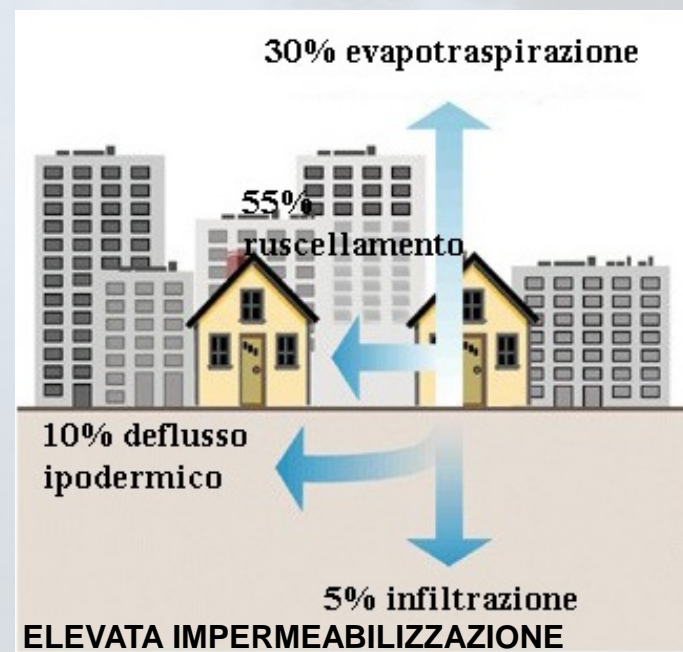 30% evapotraspirazione
55%
ruscellamento
10% deflusso
ipodermico
5% infiltrazione
ELEVATA IMPERMEABILIZZAZIONE